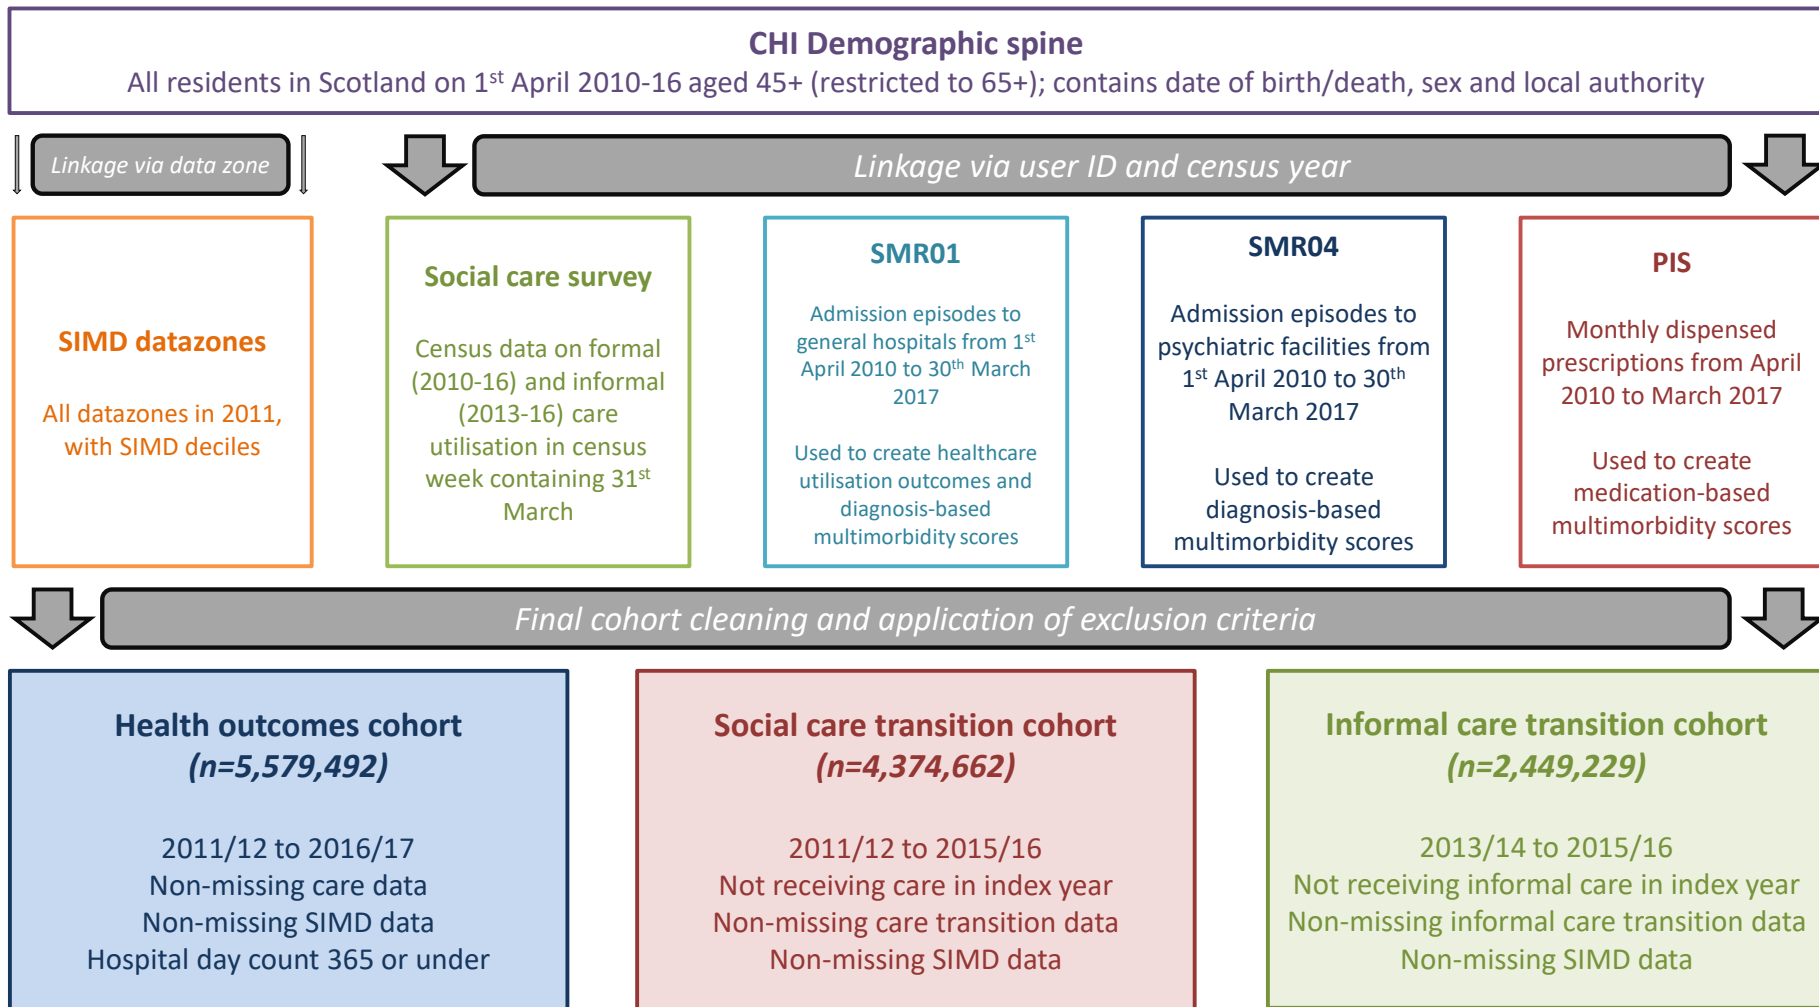 CHI Demographic spine
All residents in Scotland on 1st April 2010-16 aged 45+ (restricted to 65+); contains date of birth/death, sex and local authority
Linkage via data zone
Linkage via user ID and census year
SIMD datazones
All datazones in 2011,
with SIMD deciles
Social care survey
Census data on formal
(2010-16) and informal
(2013-16) care
utilisation in census
week containing 31st
March
SMR01
Admission episodes to
general hospitals from 1st
April 2010 to 30th March
2017
Used to create healthcare
utilisation outcomes and
diagnosis-based
multimorbidity scores
SMR04
Admission episodes to
psychiatric facilities from
1st April 2010 to 30th
March 2017
Used to create
diagnosis-based
multimorbidity scores
PIS
Monthly dispensed
prescriptions from April
2010 to March 2017
Used to create
medication-based
multimorbidity scores
Final cohort cleaning and application of exclusion criteria
Health outcomes cohort
(n=5,579,492)
2011/12 to 2016/17
Non-missing care data
Non-missing SIMD data
Hospital day count 365 or under
Social care transition cohort
(n=4,374,662)
2011/12 to 2015/16
Not receiving care in index year
Non-missing care transition data
Non-missing SIMD data
Informal care transition cohort
(n=2,449,229)
2013/14 to 2015/16
Not receiving informal care in index year
Non-missing informal care transition data
Non-missing SIMD data